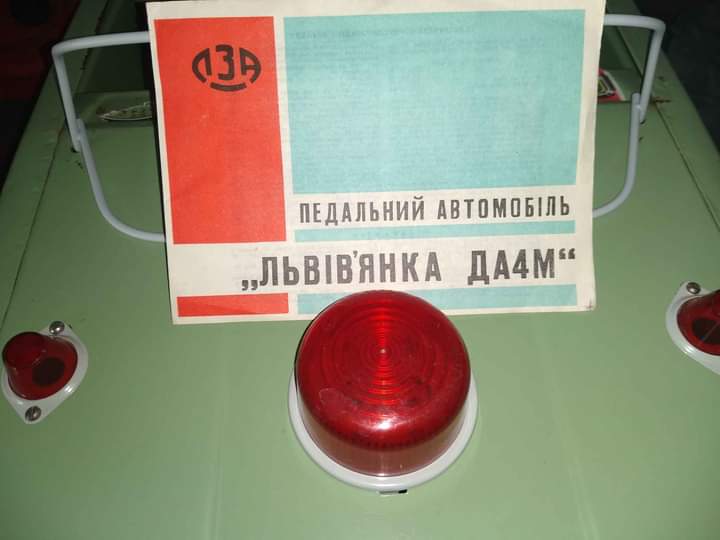 ЛЗА
ПЕДАЛЬНИЙ АВТОМОБІЛЬ
„ЛЬВІВ'ЯНКА ДА4М“